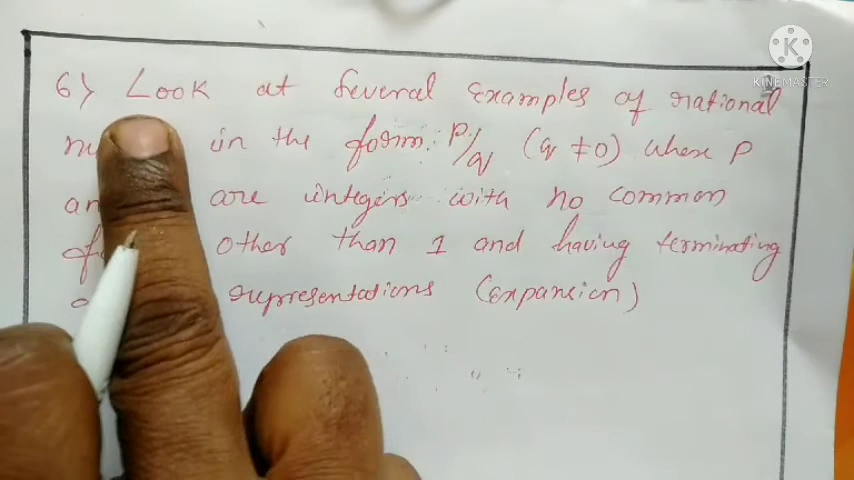 6) Look at several examples of rational
in the form. P/q (q ≠ 0) where p
are integers with no common
other than 1 and having terminating
representations (expansion)
K
KINEMASTER